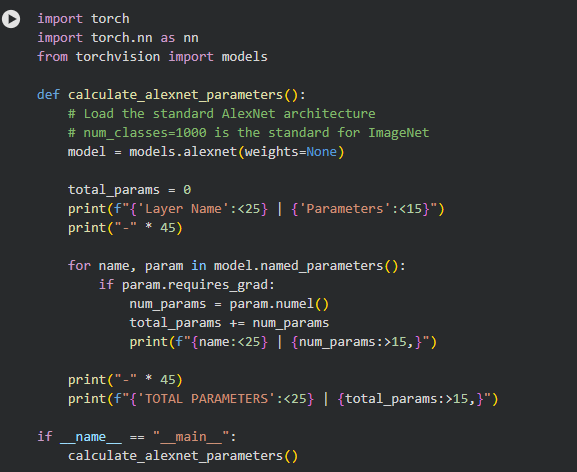 import torch
import torch.nn as nn
from torchvision import models

def calculate_alexnet_parameters():
    # Load the standard AlexNet architecture
    # num_classes=1000 is the standard for ImageNet
    model = models.alexnet(weights=None)

    total_params = 0
    print(f"{'Layer Name':<25} | {'Parameters':<15}")
    print("-" * 45)

    for name, param in model.named_parameters():
        if param.requires_grad:
            num_params = param.numel()
            total_params += num_params
            print(f"{name:<25} | {num_params:>15,}")

    print("-" * 45)
    print(f"{'TOTAL PARAMETERS':<25} | {total_params:>15,}")

if __name__ == "__main__":
    calculate_alexnet_parameters()